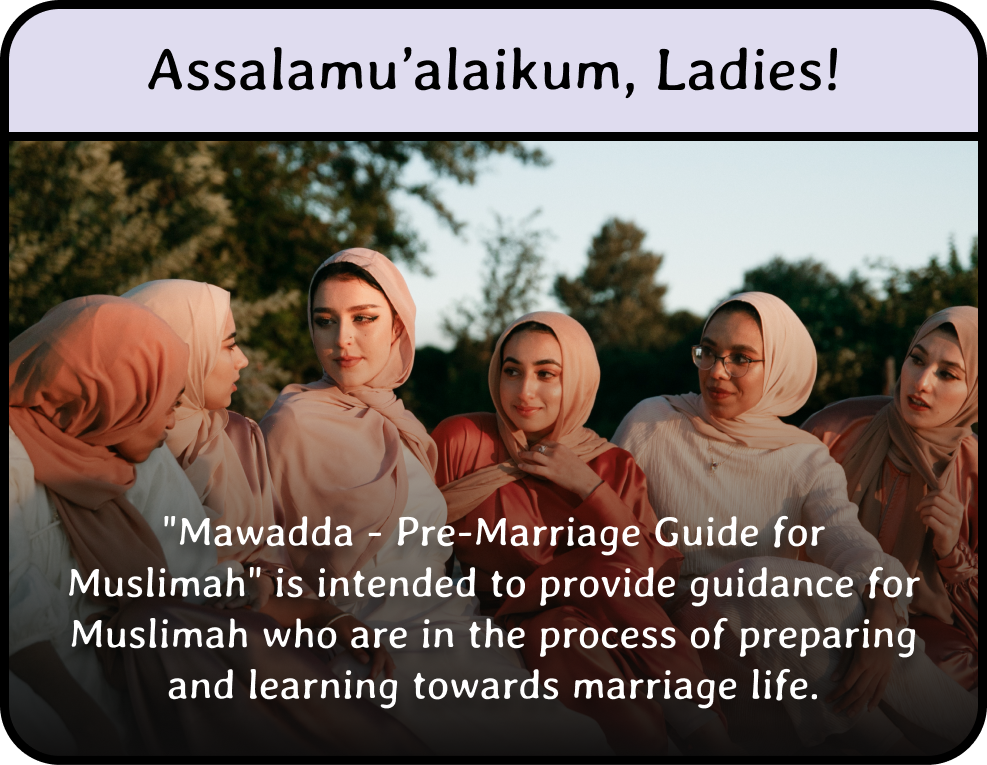 Assalamu’alaikum, Ladies!
"Mawadda - Pre-Marriage Guide for
Muslimah" is intended to provide guidance for
Muslimah who are in the process of preparing
and learning towards marriage life.